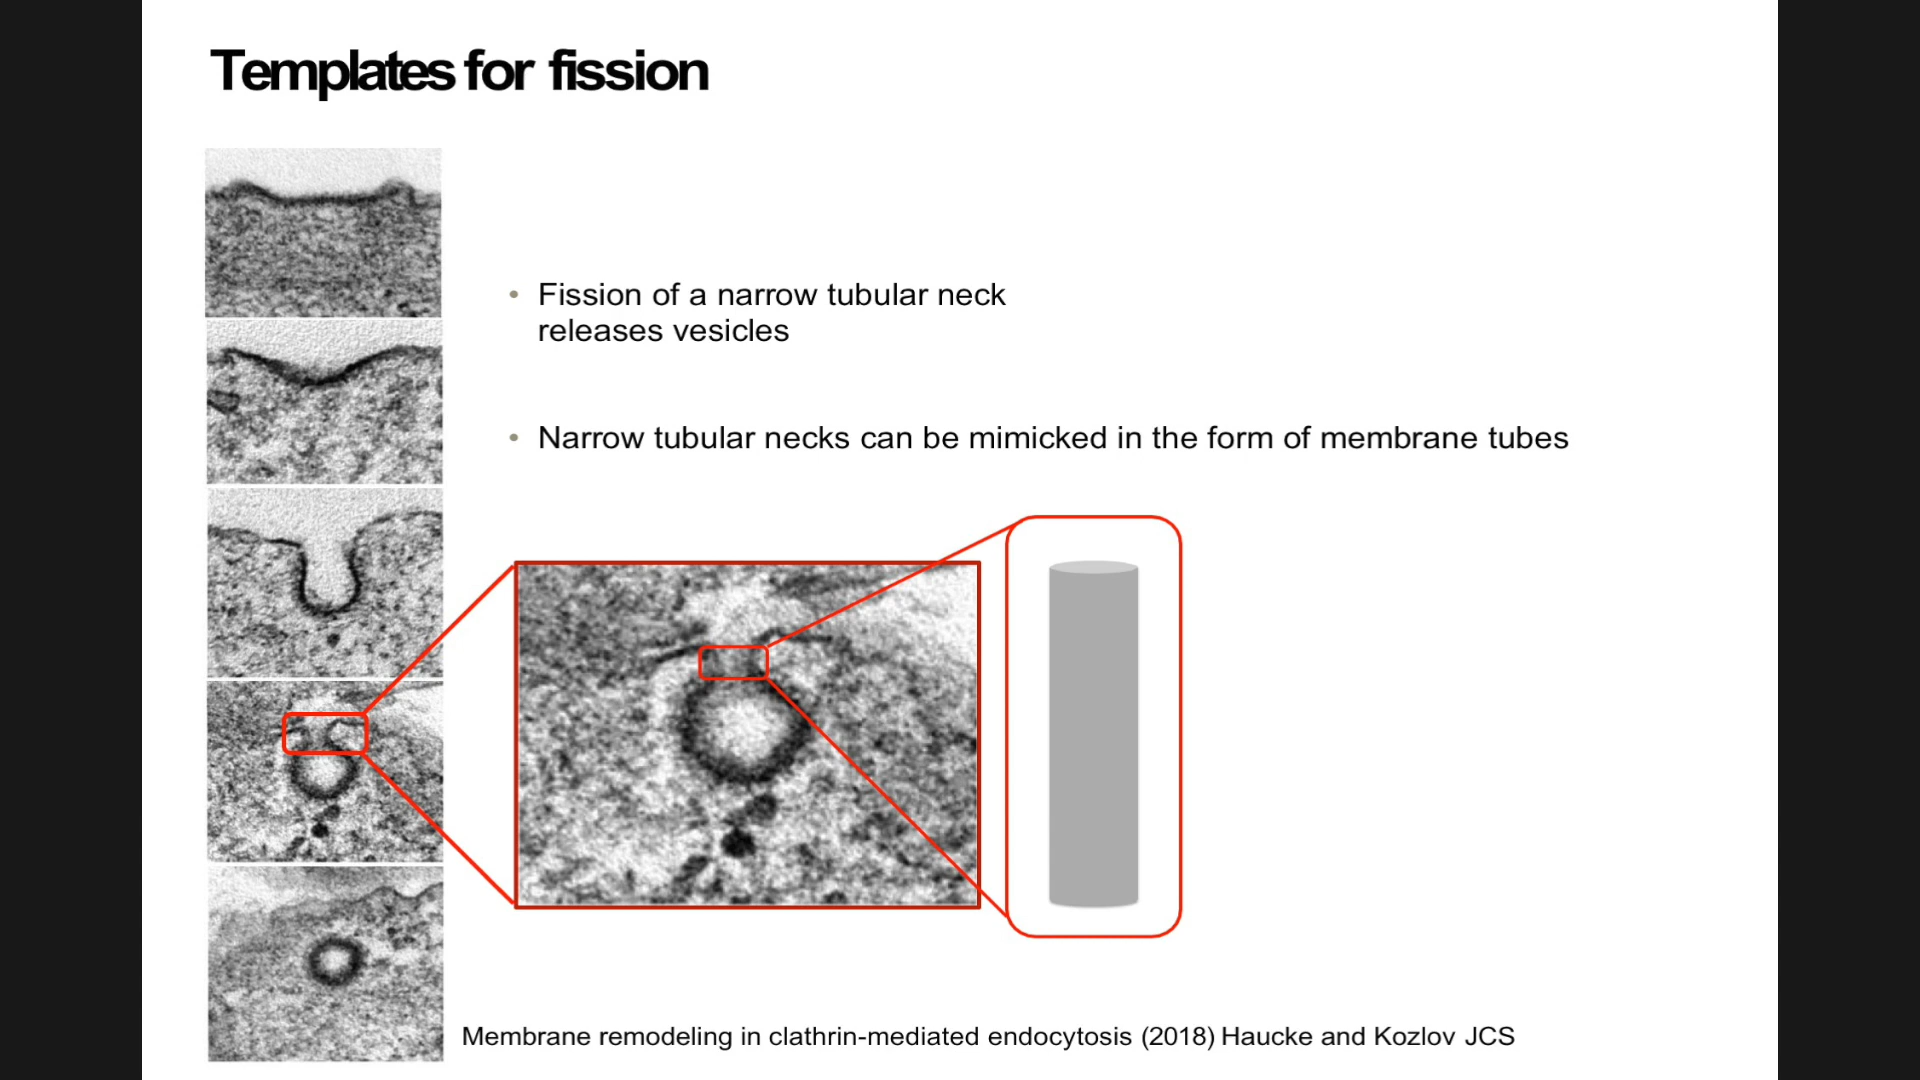 Templates for fission
• Fission of a narrow tubular neck
releases vesicles
• Narrow tubular necks can be mimicked in the form of membrane tubes
Membrane remodeling in clathrin-mediated endocytosis (2018) Haucke and Kozlov JCS